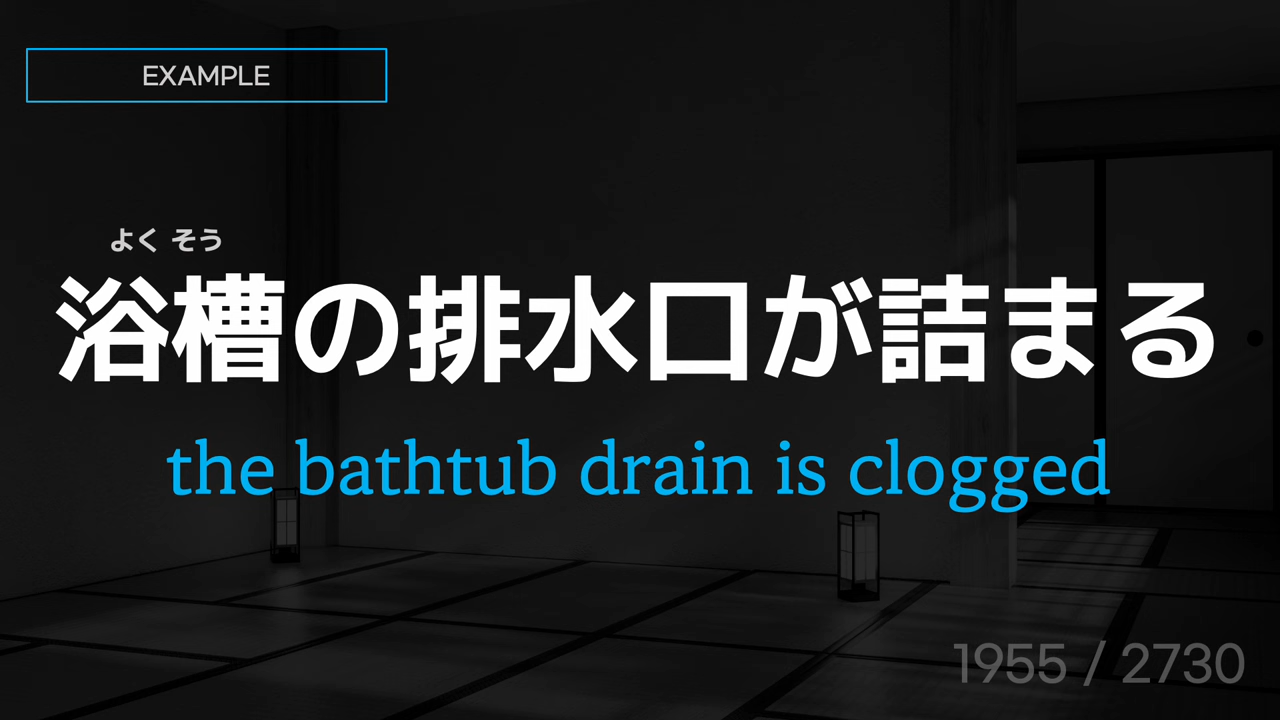 EXAMPLE
よく そう
浴槽の排水口が詰まる
the bathtub drain is clogged
1955 / 2730